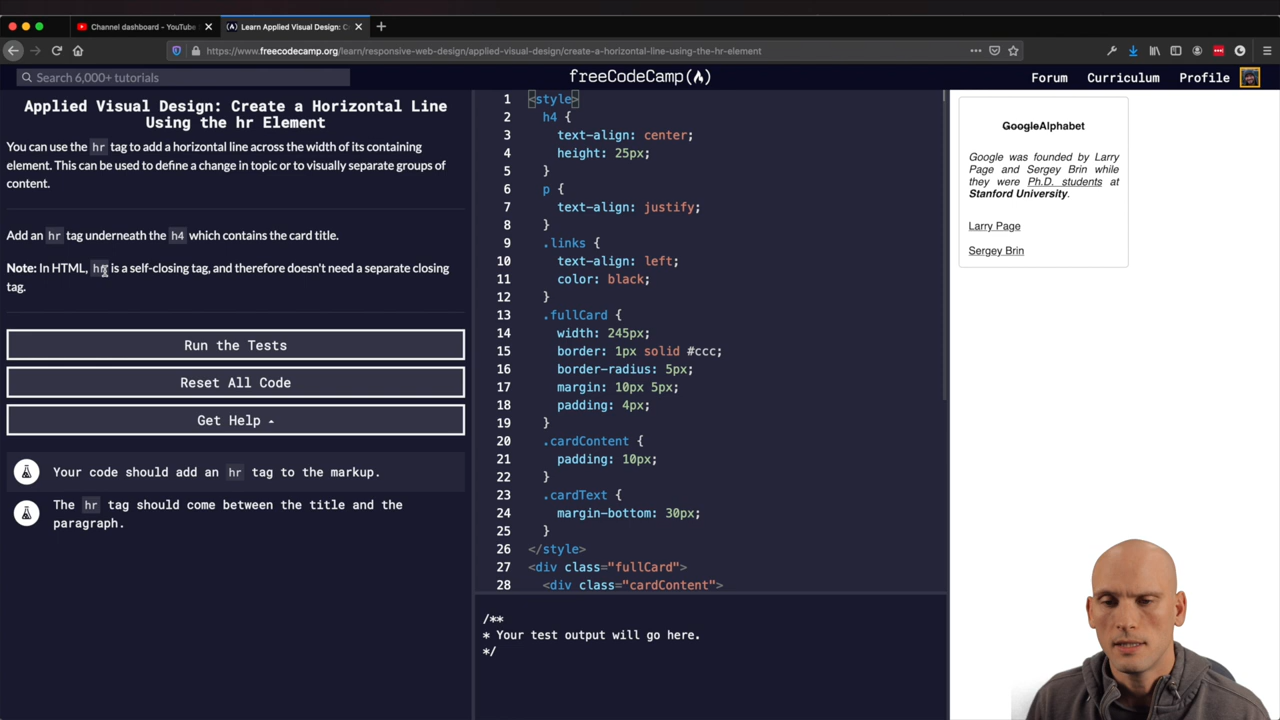 Channel dashboard - YouTube
Learn Applied Visual Design: C
https://www.freecodecamp.org/learn/responsive-web-design/applied-visual-design/create-a-horizontal-line-using-the-hr-element
Search 6,000+ tutorials
freeCodeCamp
Forum
Curriculum
Profile
Applied Visual Design: Create a Horizontal Line
Using the hr Element
You can use the hr tag to add a horizontal line across the width of its containing
element. This can be used to define a change in topic or to visually separate groups of
content.
Add an hr tag underneath the h4 which contains the card title.
Note: In HTML, hr is a self-closing tag, and therefore doesn't need a separate closing
tag.
Run the Tests
Reset All Code
Get Help
Your code should add an hr tag to the markup.
The hr tag should come between the title and the
paragraph.
1 <style>
2 h4 {
3 text-align: center;
4 height: 25px;
5 }
6 p {
7 text-align: justify;
8 }
9 .links {
10 text-align: left;
11 color: black;
12 }
13 .fullCard {
14 width: 245px;
15 border: 1px solid #ccc;
16 border-radius: 5px;
17 margin: 10px 5px;
18 padding: 4px;
19 }
20 .cardContent {
21 padding: 10px;
22 }
23 .cardText {
24 margin-bottom: 30px;
25 }
26 </style>
27 <div class="fullCard">
28 <div class="cardContent">
/**
* Your test output will go here.
*/
GoogleAlphabet
Google was founded by Larry
Page and Sergey Brin while
they were Ph.D. students at
Stanford University.
Larry Page
Sergey Brin